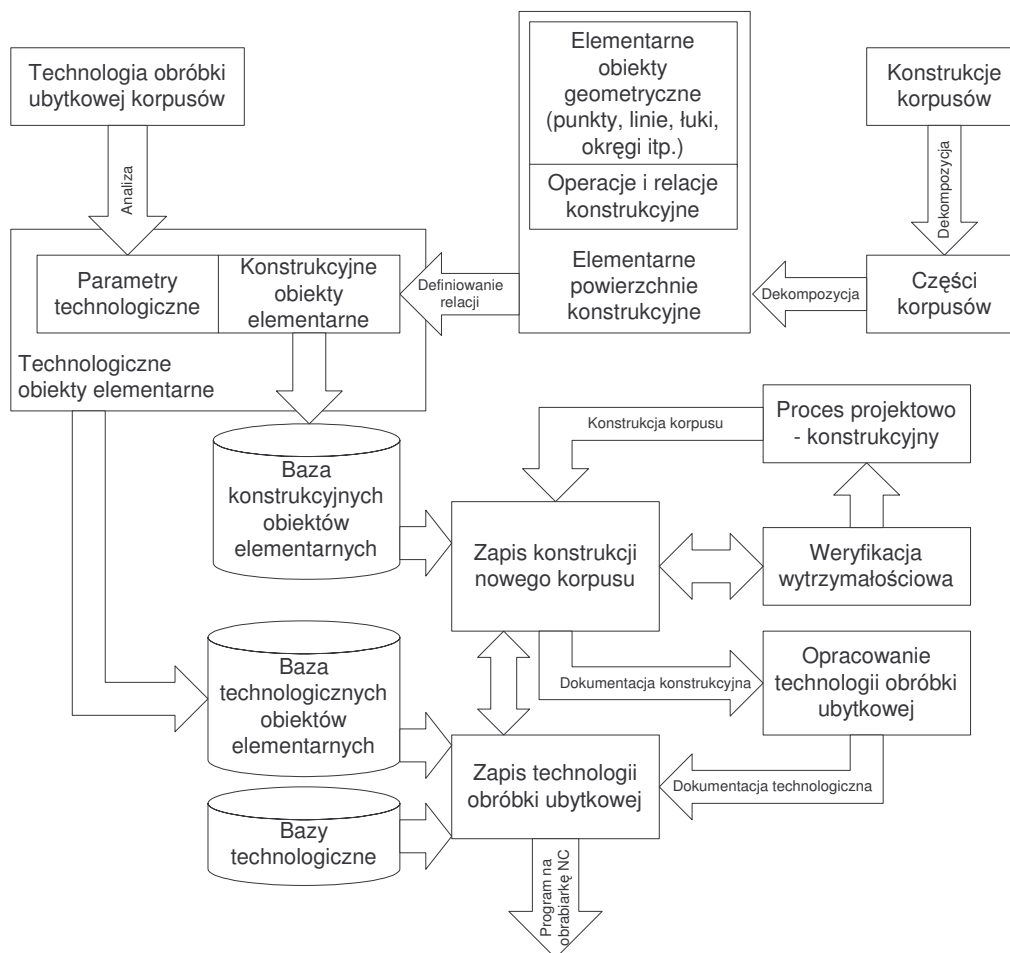 Technologia obróbki
ubytkowej korpusów
Elementarne
obiekty
geometryczne
(punkty, linie, łuki,
okręgi itp.)
Operacje i relacje
konstrukcyjne
Elementarne
powierzchnie
konstrukcyjne
Konstrukcje
korpusów
Analiza
Dekompozycja
Parametry
technologiczne
Konstrukcyjne
obiekty
elementarne
Technologiczne
obiekty elementarne
Definiowanie
relacji
Dekompozycja
Części
korpusów
Baza
konstrukcyjnych
obiektów
elementarnych
Konstrukcja korpusu
Proces projektowo
- konstrukcyjny
Zapis konstrukcji
nowego korpusu
Weryfikacja
wytrzymałościowa
Baza
technologicznych
obiektów
elementarnych
Dokumentacja konstrukcyjna
Opracowanie
technologii obróbki
ubytkowej
Zapis technologii
obróbki ubytkowej
Dokumentacja technologiczna
Bazy
technologiczne
Program na
obrabiarkę NC